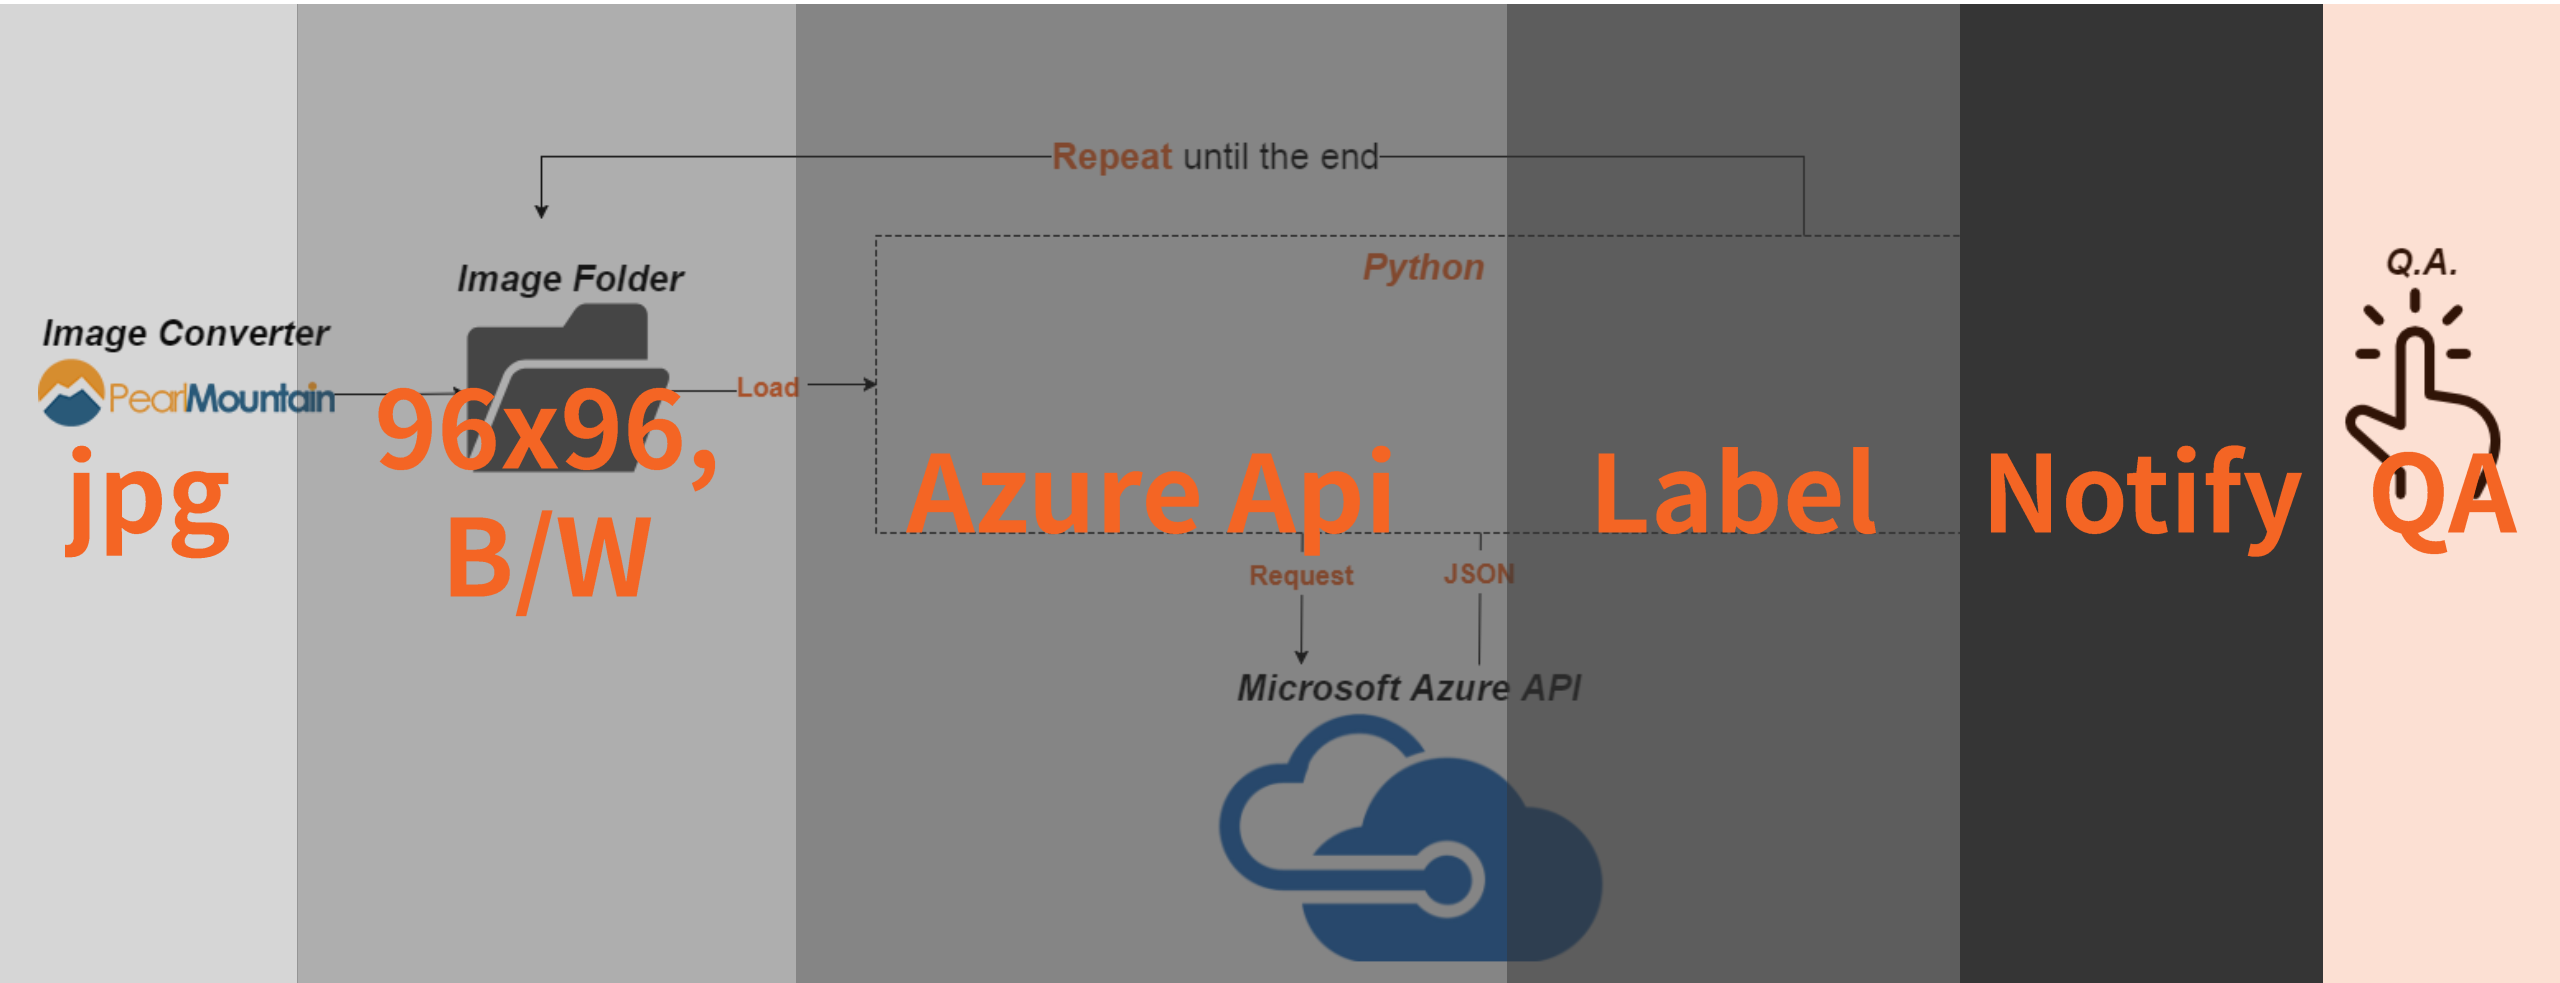 Repeat until the end
Python
Image Folder
Image Converter
PearlMountain
Load
jpg
96x96,
B/W
Azure Api
Label
Notify
Q.A.
QA
Request
JSON
Microsoft Azure API